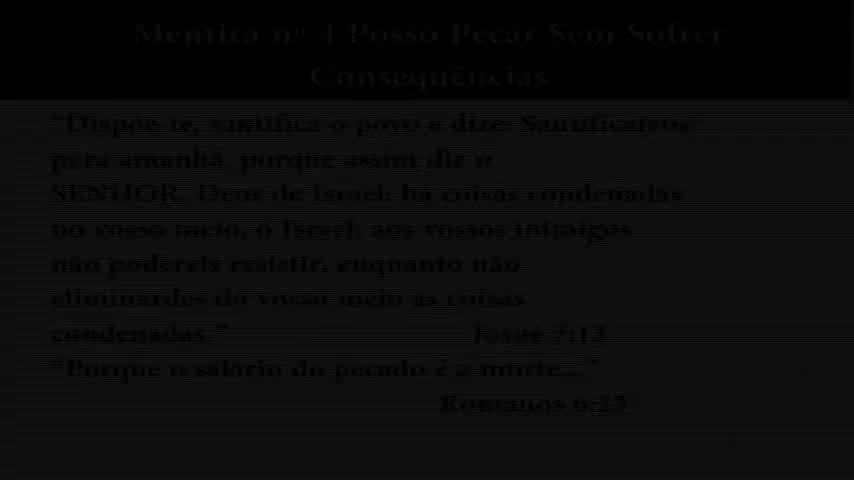 Mentira nº 1 Posso Pecar Sem Sofrer
Consequências
"Dispõe-te, santifica o povo e dize: Santificai-vos
para amanhã, porque assim diz o
SENHOR, Deus de Israel: há coisas condenadas
no vosso meio, ó Israel; aos vossos inimigos
não podereis resistir, enquanto não
eliminardes do vosso meio as coisas
condenadas." Josué 7:13
"Porque o salário do pecado é a morte..."
Romanos 6:23